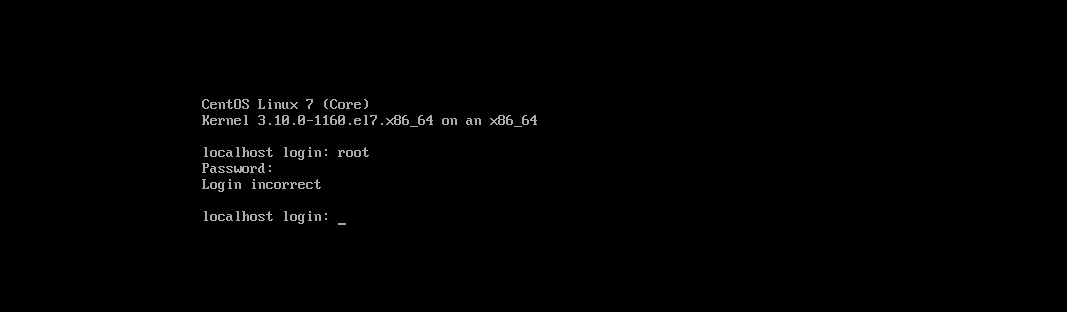 CentOS Linux 7 (Core)
Kernel 3.10.0-1160.el7.x86_64 on an x86_64
localhost login: root
Password:
Login incorrect
localhost login: _